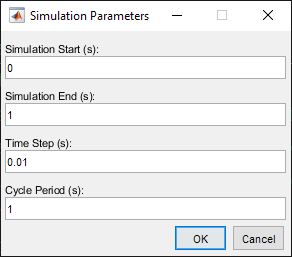 Simulation Parameters
Simulation Start (s):
0
Simulation End (s):
1
Time Step (s):
0.01
Cycle Period (s):
1
OK Cancel